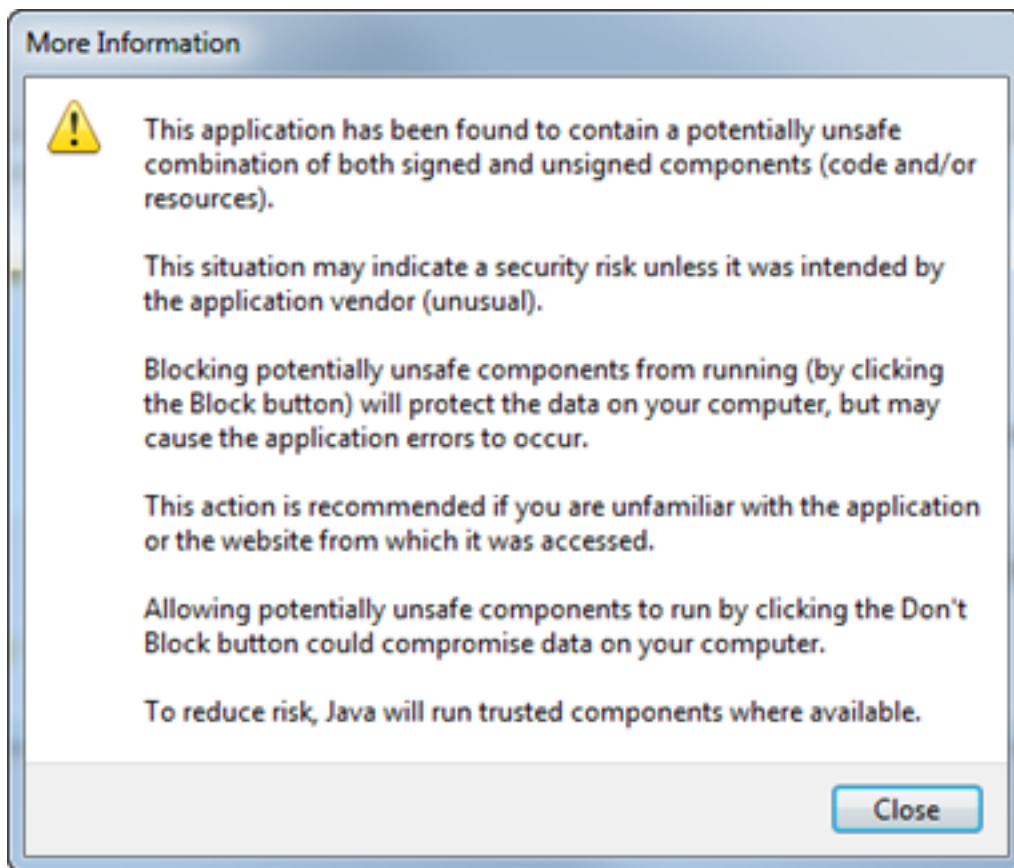 More Information
This application has been found to contain a potentially unsafe
combination of both signed and unsigned components (code and/or
resources).
This situation may indicate a security risk unless it was intended by
the application vendor (unusual).
Blocking potentially unsafe components from running (by clicking
the Block button) will protect the data on your computer, but may
cause the application errors to occur.
This action is recommended if you are unfamiliar with the application
or the website from which it was accessed.
Allowing potentially unsafe components to run by clicking the Don't
Block button could compromise data on your computer.
To reduce risk, Java will run trusted components where available.
Close